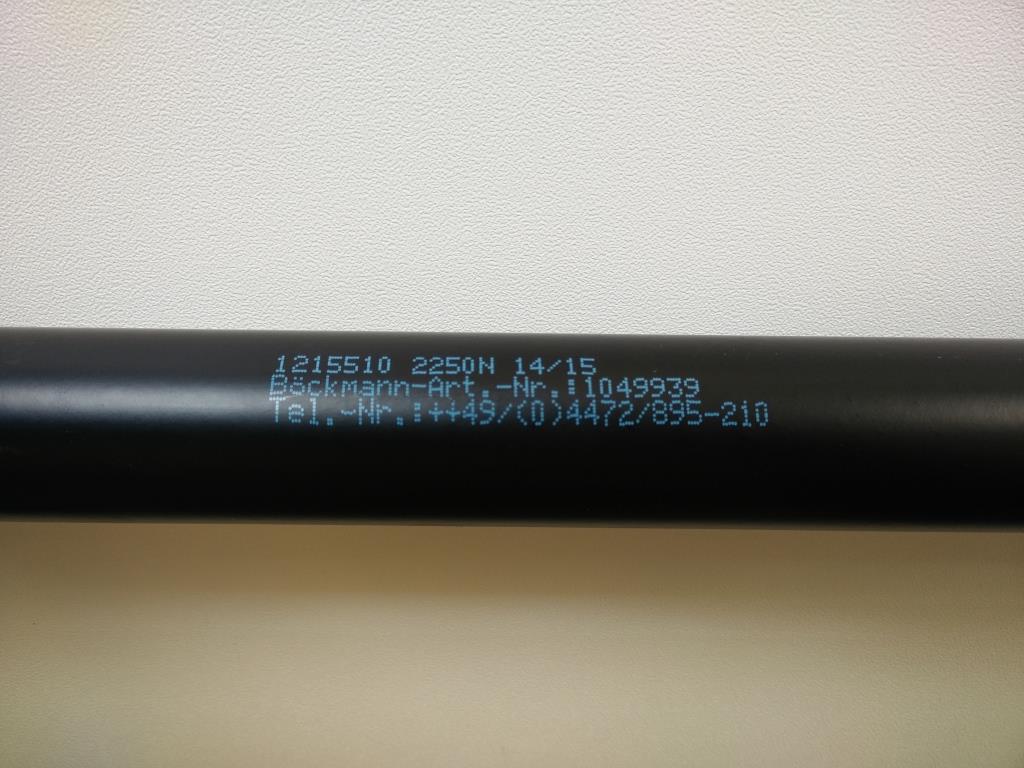 1215510 2250N 14/15
Böckmann-Art.-Nr.:1049939
Tel.-Nr.:++49/(0)4472/895-210